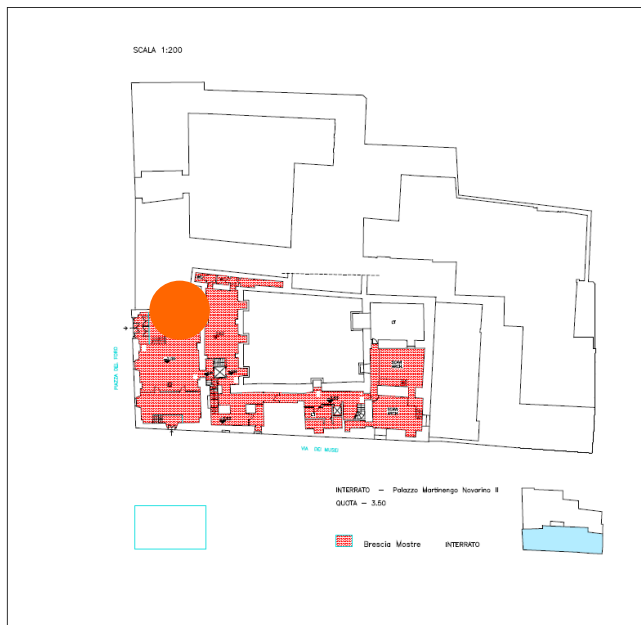 SCALA 1:200
PIAZZA DEL FORO
VIA DEI MUSEI
INTERRATO – Palazzo Martinengo Novarino II
QUOTA – 3.50
Brescia Mostre INTERRATO